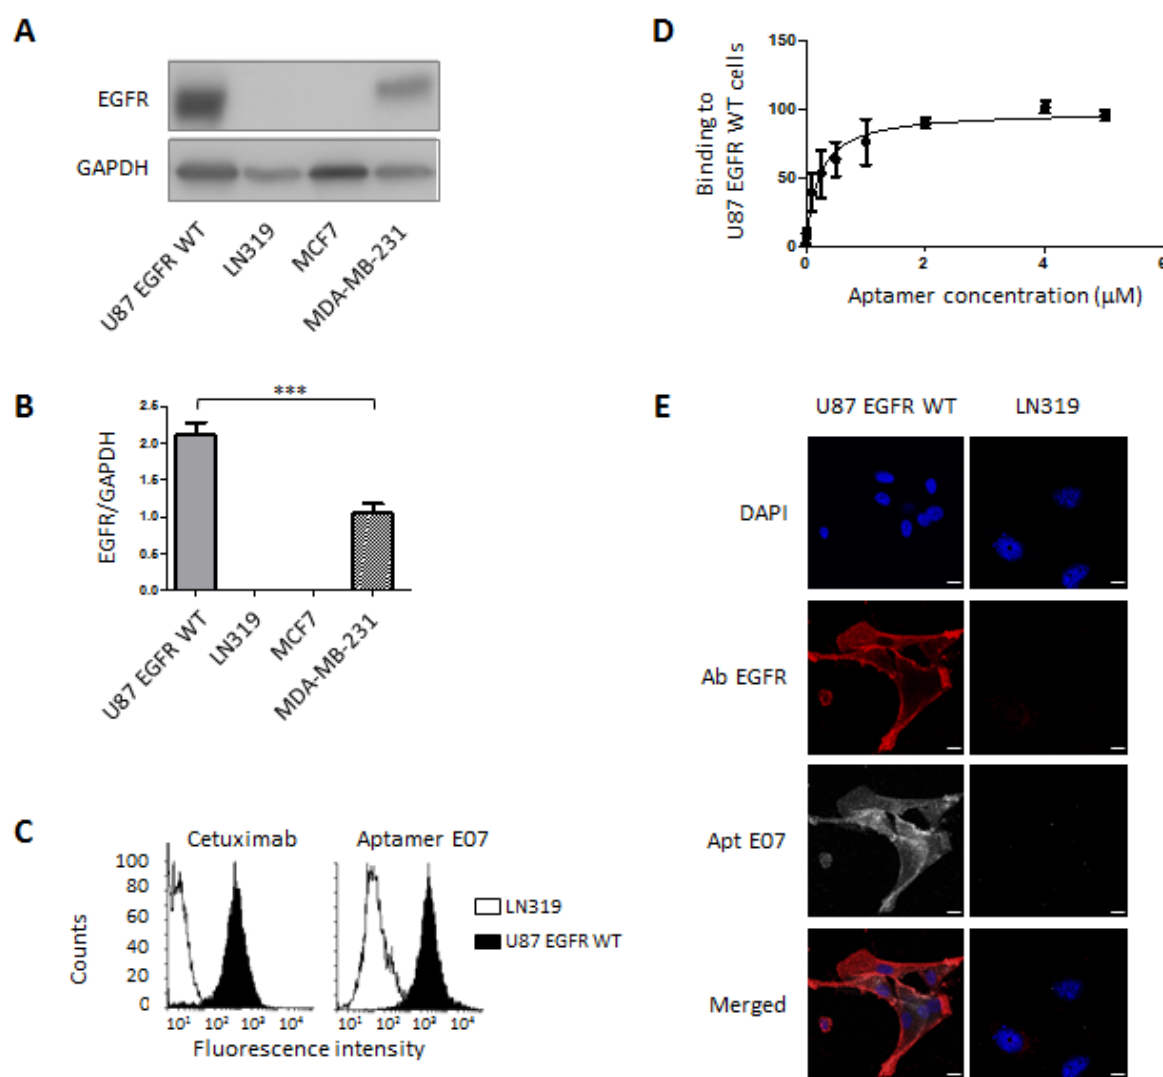 A
EGFR
GAPDH
U87 EGFR WT
LN319
MCF7
MDA-MB-231
B
***
EGFR/GAPDH
2.5
2.0
1.5
1.0
0.5
0.0
U87 EGFR WT
LN319
MCF7
MDA-MB-231
C
Cetuximab
Aptamer E07
Counts
100
80
60
40
20
0
10¹ 10² 10³ 10⁴
10¹ 10² 10³ 10⁴
Fluorescence intensity
LN319
U87 EGFR WT
D
Binding to
U87 EGFR WT cells
150
100
50
0
0 2 4 6
Aptamer concentration (µM)
E
U87 EGFR WT LN319
DAPI
Ab EGFR
Apt E07
Merged